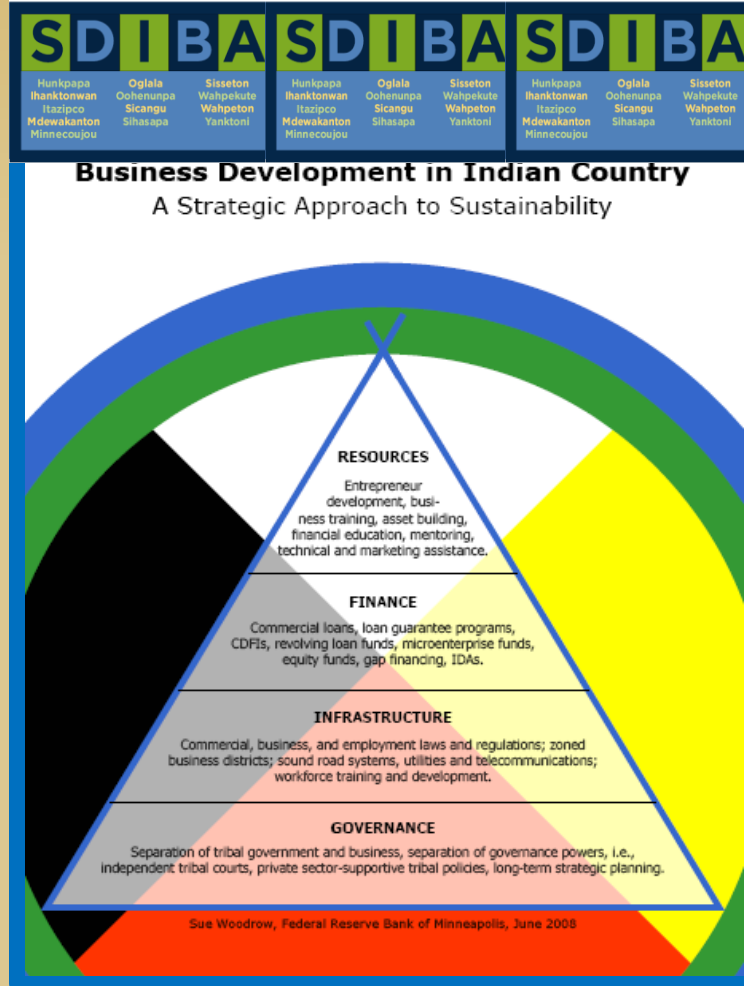 SDIBA SDIBA SDIBA
Hunkpapa Oglala Sisseton Hunkpapa Oglala Sisseton Hunkpapa Oglala Sisseton
Ihanktonwan Oohenunpa Wahpekute Ihanktonwan Oohenunpa Wahpekute Ihanktonwan Oohenunpa Wahpekute
Itazipco Sicangu Wahpeton Itazipco Sicangu Wahpeton Itazipco Sicangu Wahpeton
Mdewakanton Sihasapa Yanktoni Mdewakanton Sihasapa Yanktoni Mdewakanton Sihasapa Yanktoni
Minnecoujou Minnecoujou Minnecoujou
Business Development in Indian Country
A Strategic Approach to Sustainability
RESOURCES
Entrepreneur
development, busi-
ness training, asset building,
financial education, mentoring,
technical and marketing assistance.
FINANCE
Commercial loans, loan guarantee programs,
CDFIs, revolving loan funds, microenterprise funds,
equity funds, gap financing, IDAs.
INFRASTRUCTURE
Commercial, business, and employment laws and regulations; zoned
business districts; sound road systems, utilities and telecommunications;
workforce training and development.
GOVERNANCE
Separation of tribal government and business, separation of governance powers, i.e.,
independent tribal courts, private sector-supportive tribal policies, long-term strategic planning.
Sue Woodrow, Federal Reserve Bank of Minneapolis, June 2008